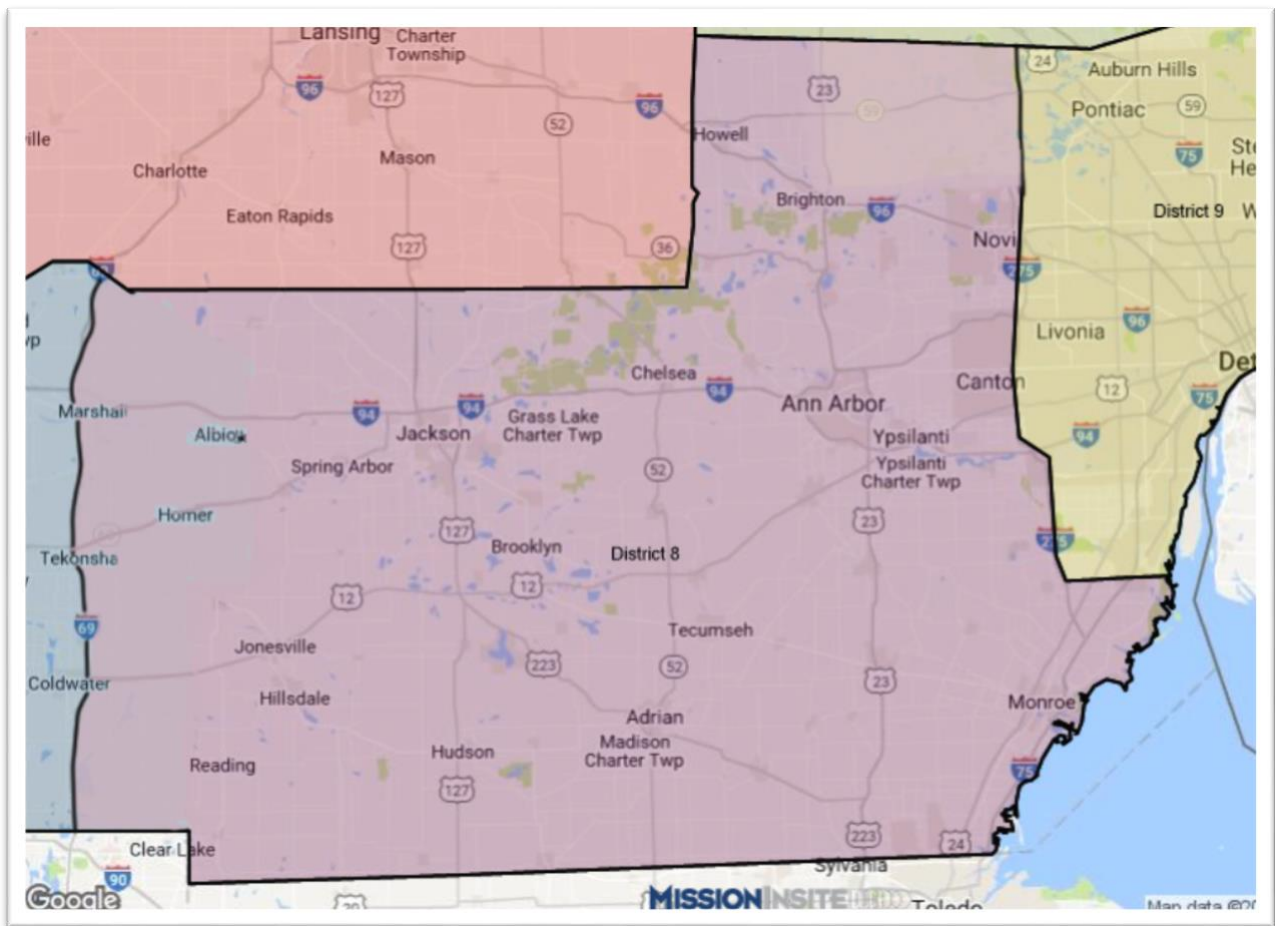 Lansing
Charter
Township
24
Auburn Hills
96
127
23
Pontiac
59
96
59
52
Howell
75
Mason
Charlotte
Brighton
96
District 9
Eaton Rapids
127
36
Novi
275
96
Livonia
Chelsea
Canton
94
12
75
Marshall
94
94
Grass Lake
Charter Twp
Ann Arbor
Albion
Jackson
94
Ypsilanti
Spring Arbor
Ypsilanti
Charter Twp
52
Homer
127
23
Brooklyn
District 8
275
Tekonsha
12
12
69
Tecumseh
Jonesville
223
52
Coldwater
23
Hillsdale
Monroe
Adrian
Madison
Charter Twp
Hudson
Reading
75
127
223
24
Clear Lake
Sylvania
90
Google
MISSIONINSITE
Toledo
Map data ©20